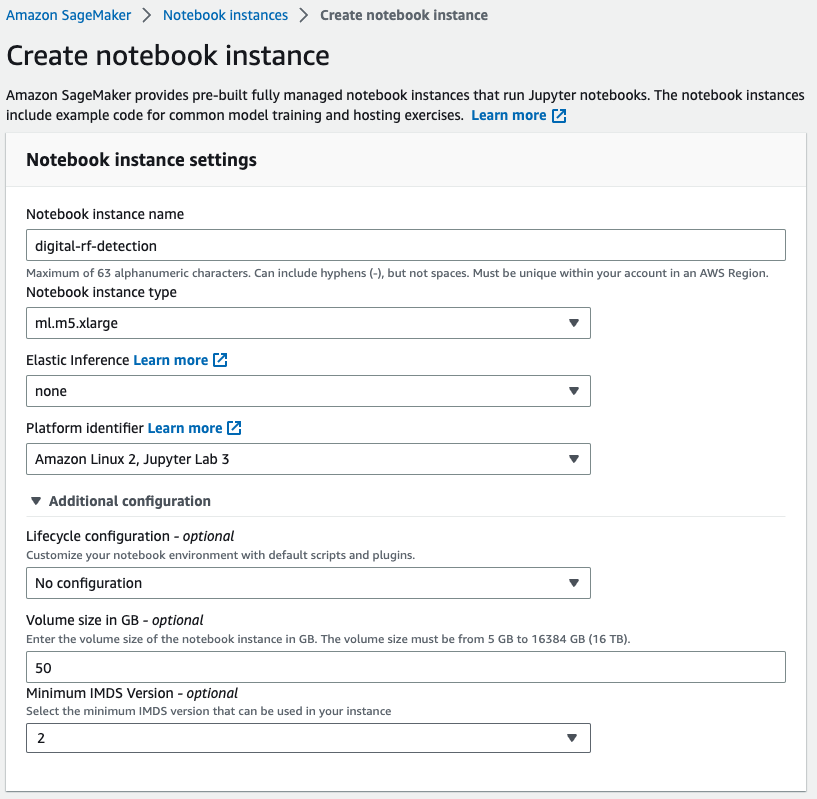 Amazon SageMaker > Notebook instances > Create notebook instance
Create notebook instance
Amazon SageMaker provides pre-built fully managed notebook instances that run Jupyter notebooks. The notebook instances
include example code for common model training and hosting exercises. Learn more
Notebook instance settings
Notebook instance name
digital-rf-detection
Maximum of 63 alphanumeric characters. Can include hyphens (-), but not spaces. Must be unique within your account in an AWS Region.
Notebook instance type
ml.m5.xlarge
Elastic Inference Learn more
none
Platform identifier Learn more
Amazon Linux 2, Jupyter Lab 3
Additional configuration
Lifecycle configuration - optional
Customize your notebook environment with default scripts and plugins.
No configuration
Volume size in GB - optional
Enter the volume size of the notebook instance in GB. The volume size must be from 5 GB to 16384 GB (16 TB).
50
Minimum IMDS Version - optional
Select the minimum IMDS version that can be used in your instance
2